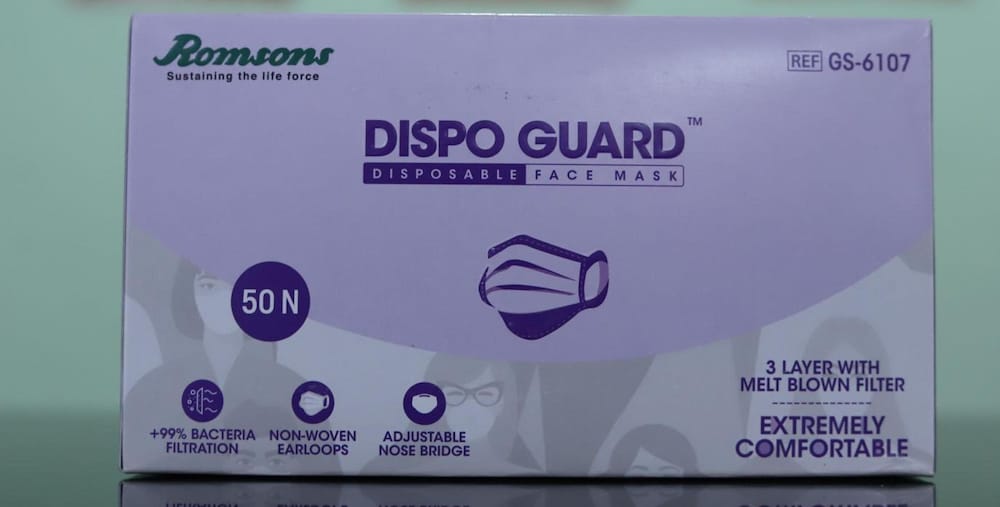 Romsons
Sustaining the life force
REF GS-6107
DISPO GUARD™
DISPOSABLE FACE MASK
50 N
3 LAYER WITH
MELT BLOWN FILTER
EXTREMELY
COMFORTABLE
+99% BACTERIA
FILTRATION
NON-WOVEN
EARLOOPS
ADJUSTABLE
NOSE BRIDGE